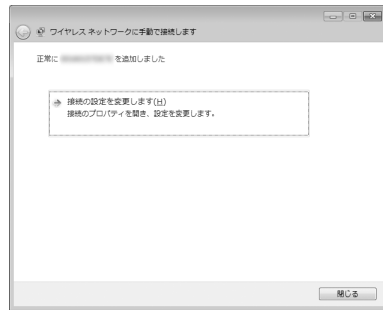 ワイヤレス ネットワークに手動で接続します
正常に を追加しました
接続の設定を変更します(H)
接続のプロパティを開き、設定を変更します。
閉じる